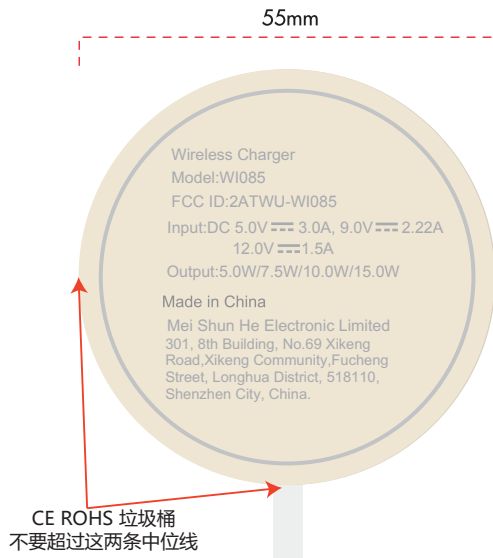 55mm
Wireless Charger
Model:WI085
FCC ID:2ATWU-WI085
Input:DC 5.0V⎓3.0A, 9.0V⎓2.22A
12.0V⎓1.5A
Output:5.0W/7.5W/10.0W/15.0W
Made in China
Mei Shun He Electronic Limited
301, 8th Building, No.69 Xikeng
Road,Xikeng Community,Fucheng
Street, Longhua District, 518110,
Shenzhen City, China.
CE ROHS 垃圾桶
不要超过这两条中位线